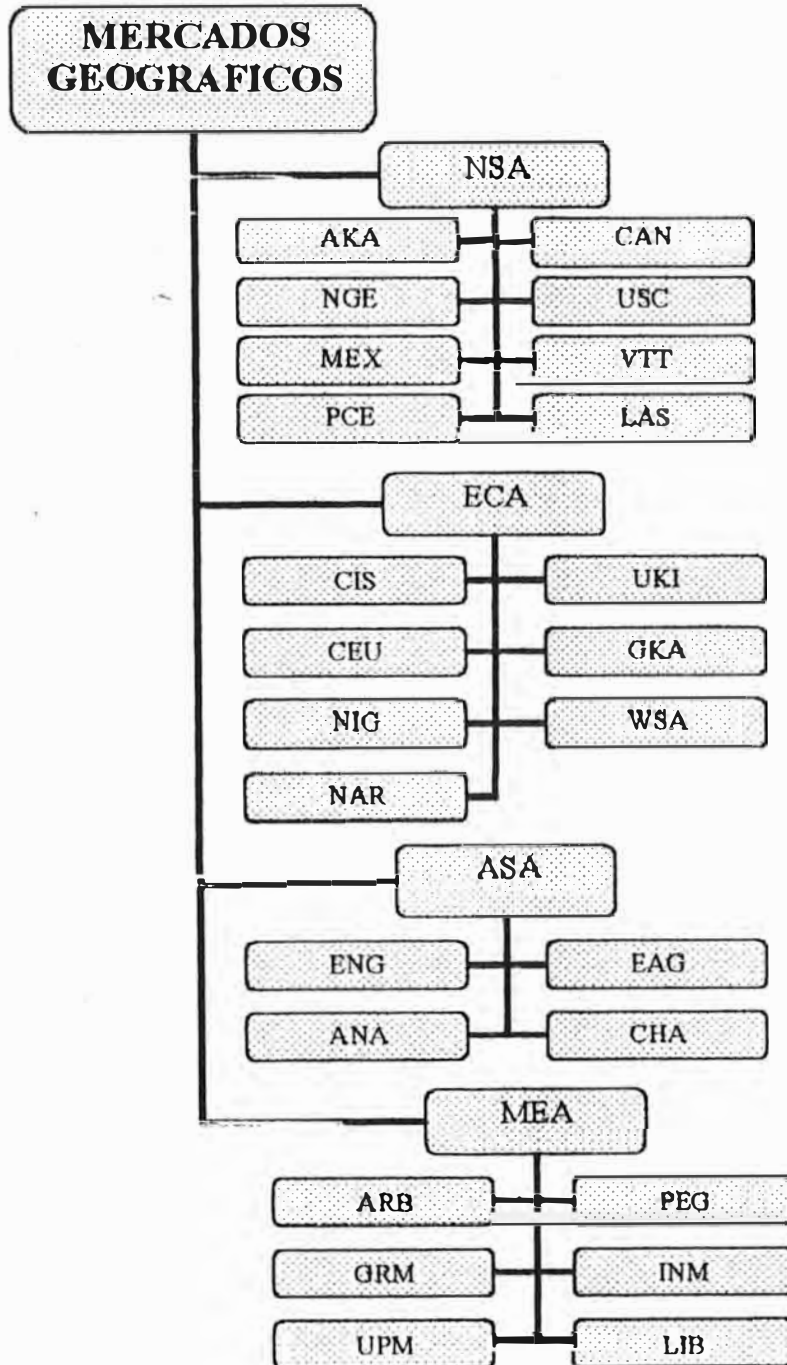 MERCADOS
GEOGRAFICOS
NSA
AKA
CAN
NGE
USC
MEX
VTT
PCE
LAS
ECA
CIS
UKI
CEU
GKA
NIG
WSA
NAR
ASA
ENG
EAG
ANA
CHA
MEA
ARB
PEG
GRM
INM
UPM
LIB